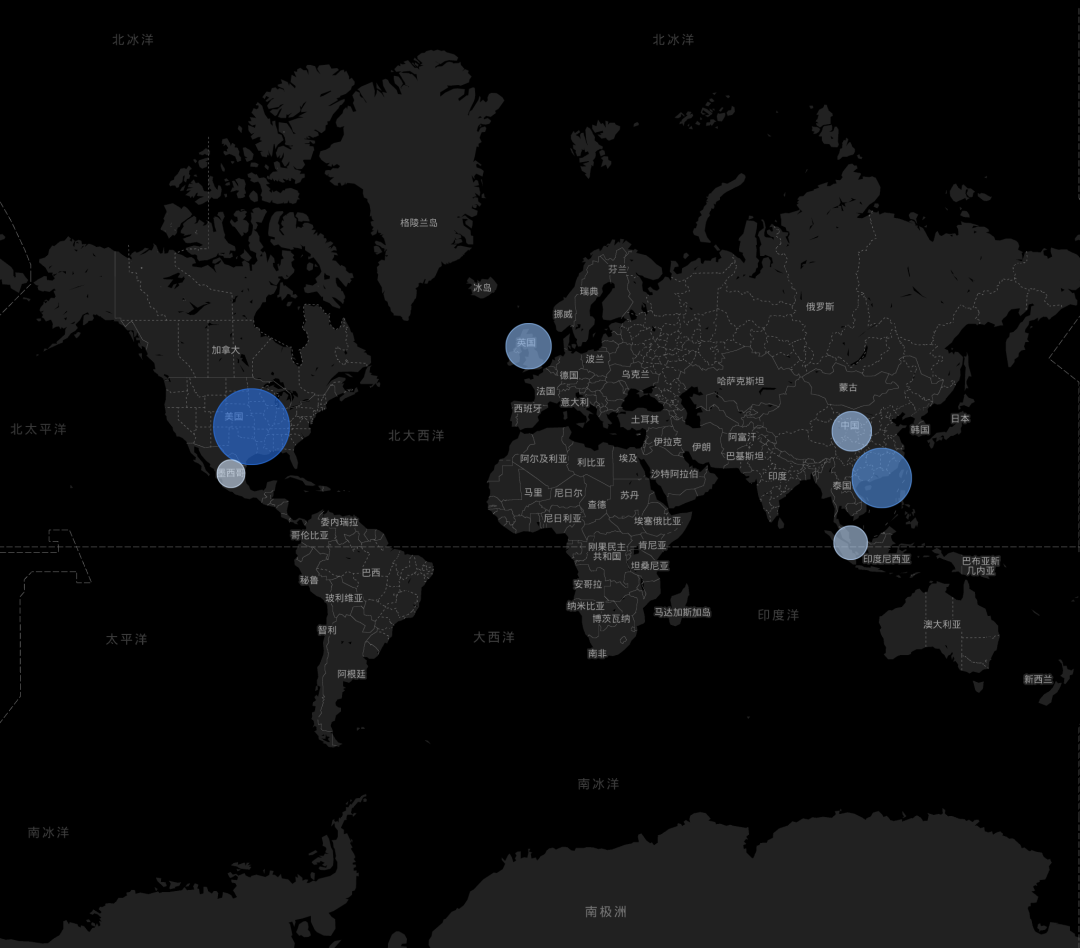 北冰洋
北冰洋
格陵兰岛
芬兰
冰岛
瑞典
俄罗斯
挪威
英国
加拿大
波兰
德国
乌克兰
哈萨克斯坦
蒙古
法国
意大利
西班牙
美国
土耳其
日本
中国
韩国
北太平洋
北大西洋
阿富汗
伊拉克
伊朗
巴基斯坦
阿尔及利亚
利比亚
埃及
沙特阿拉伯
印度
墨西哥
泰国
马里
尼日尔
苏丹
查德
尼日利亚
埃塞俄比亚
委内瑞拉
哥伦比亚
刚果民主
共和国
肯尼亚
坦桑尼亚
印度尼西亚
巴布亚新
几内亚
秘鲁
巴西
安哥拉
玻利维亚
纳米比亚
博茨瓦纳
马达加斯加岛
印度洋
澳大利亚
智利
太平洋
大西洋
南非
阿根廷
新西兰
南冰洋
南冰洋
南极洲